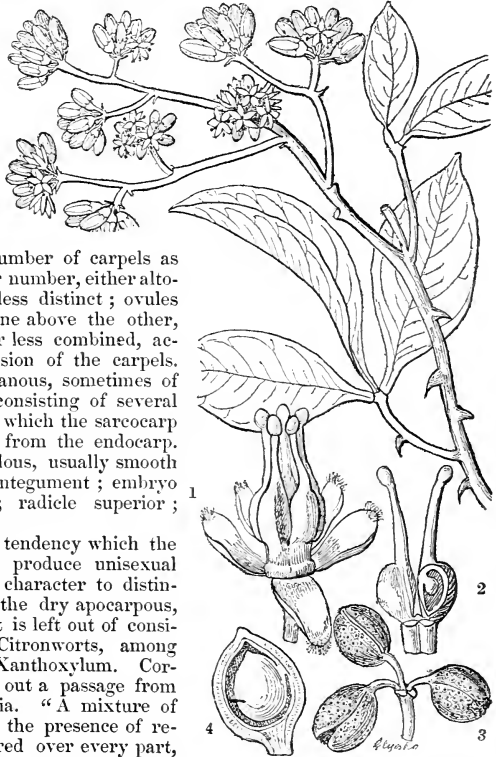 umber of carpels as
number, either alto-
less distinct ; ovules
ne above the other,
less combined, ac-
sion of the carpels.
anous, sometimes of
consisting of several
which the sarcocarp
from the endocarp.
lous, usually smooth
ntegument ; embryo
; radicle superior ;
1
tendency which the
produce unisexual
character to distin-
the dry apocarpous,
t is left out of consi-
Citronworts, among
Xanthoxylum. Cor-
out a passage from
ia. "A mixture of
the presence of re-
red over every part,
2
3
4